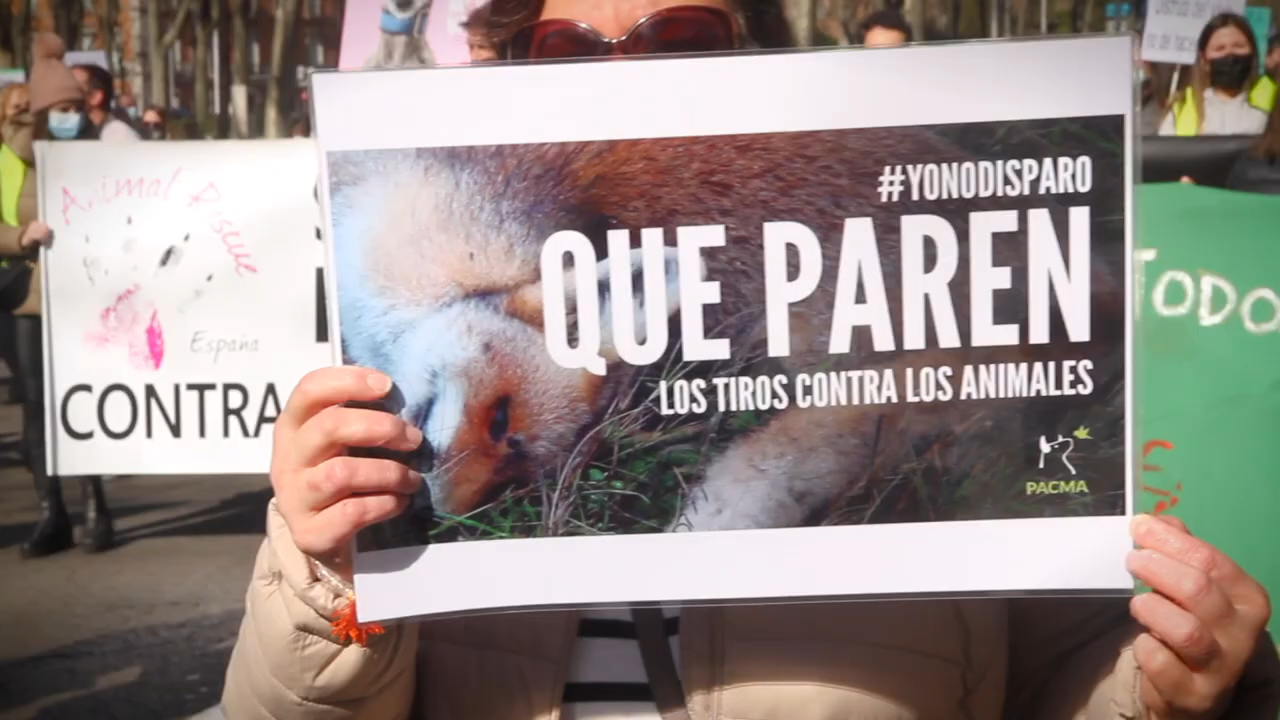 #YONODISPARO
QUE PAREN
LOS TIROS CONTRA LOS ANIMALES
PACMA
Animal Rescue
España
CONTRA
TODO